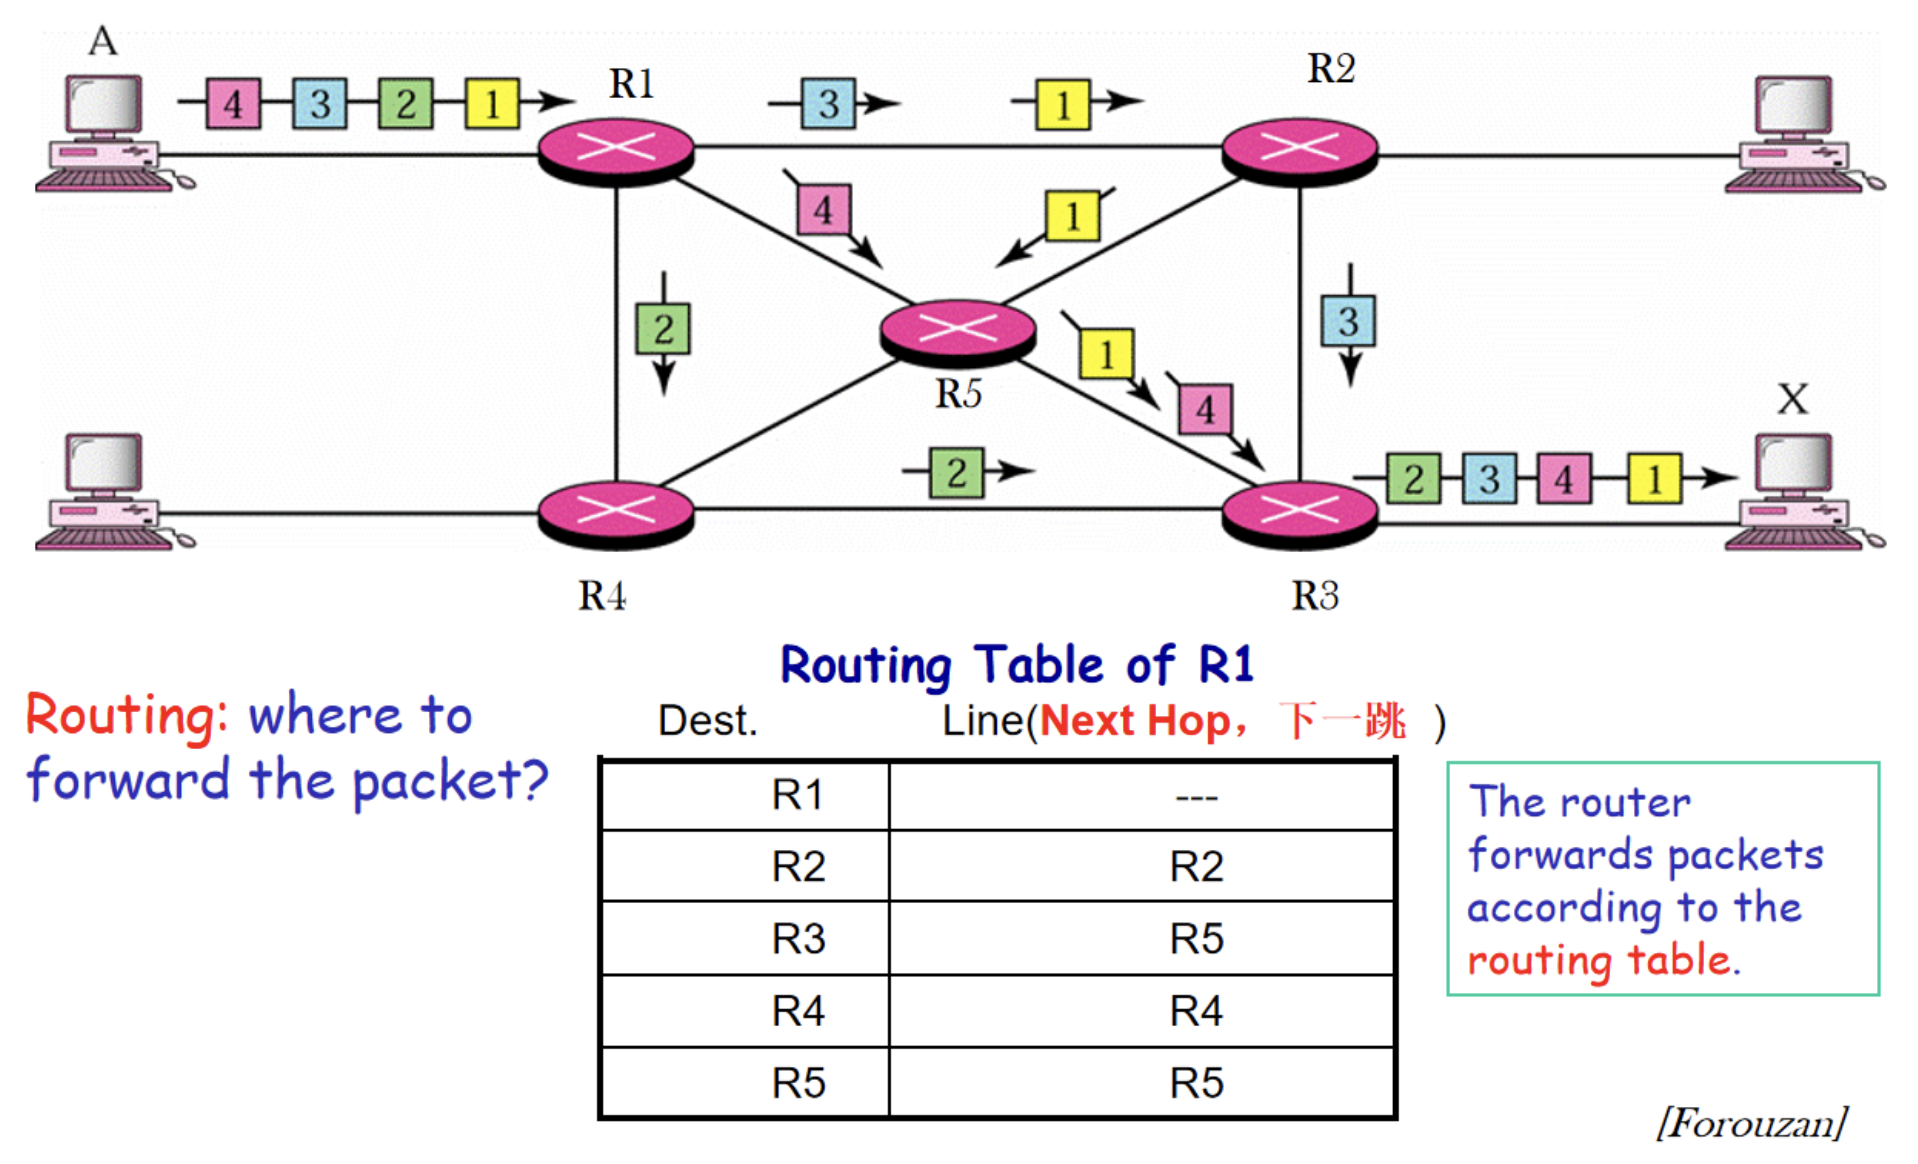 A
4 3 2 1
R1
3
1
R2
4
1
2
3
R5
1
4
X
2
2 3 4 1
R4
R3
Routing Table of R1
Routing: where to
forward the packet?
Dest. Line(Next Hop，下一跳 )
R1 ---
R2 R2
R3 R5
R4 R4
R5 R5
The router
forwards packets
according to the
routing table.
[Forouzan]